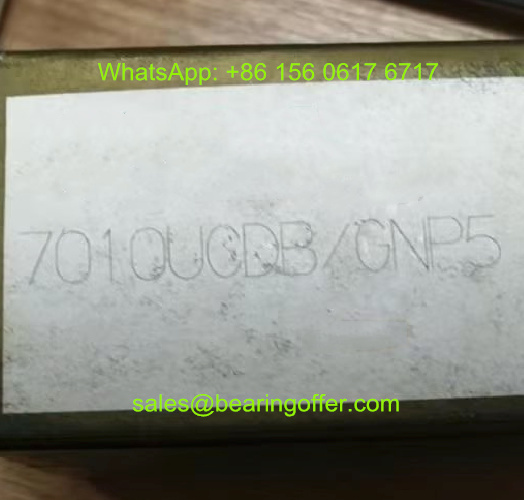 WhatsApp: +86 156 0617 6717
7010UCDB/GNP5
sales@bearingoffer.com